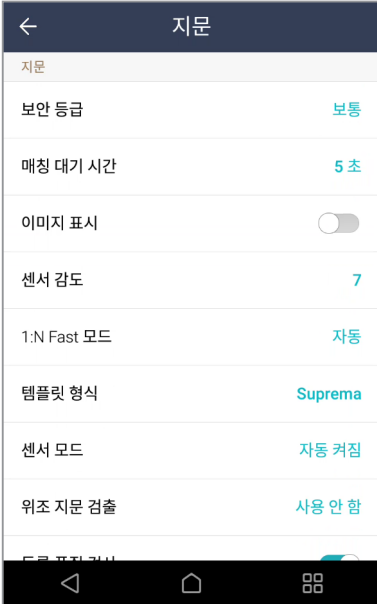 지문
지문
보안 등급 보통
매칭 대기 시간 5 초
이미지 표시
센서 감도 7
1:N Fast 모드 자동
템플릿 형식 Suprema
센서 모드 자동 켜짐
위조 지문 검출 사용 안 함